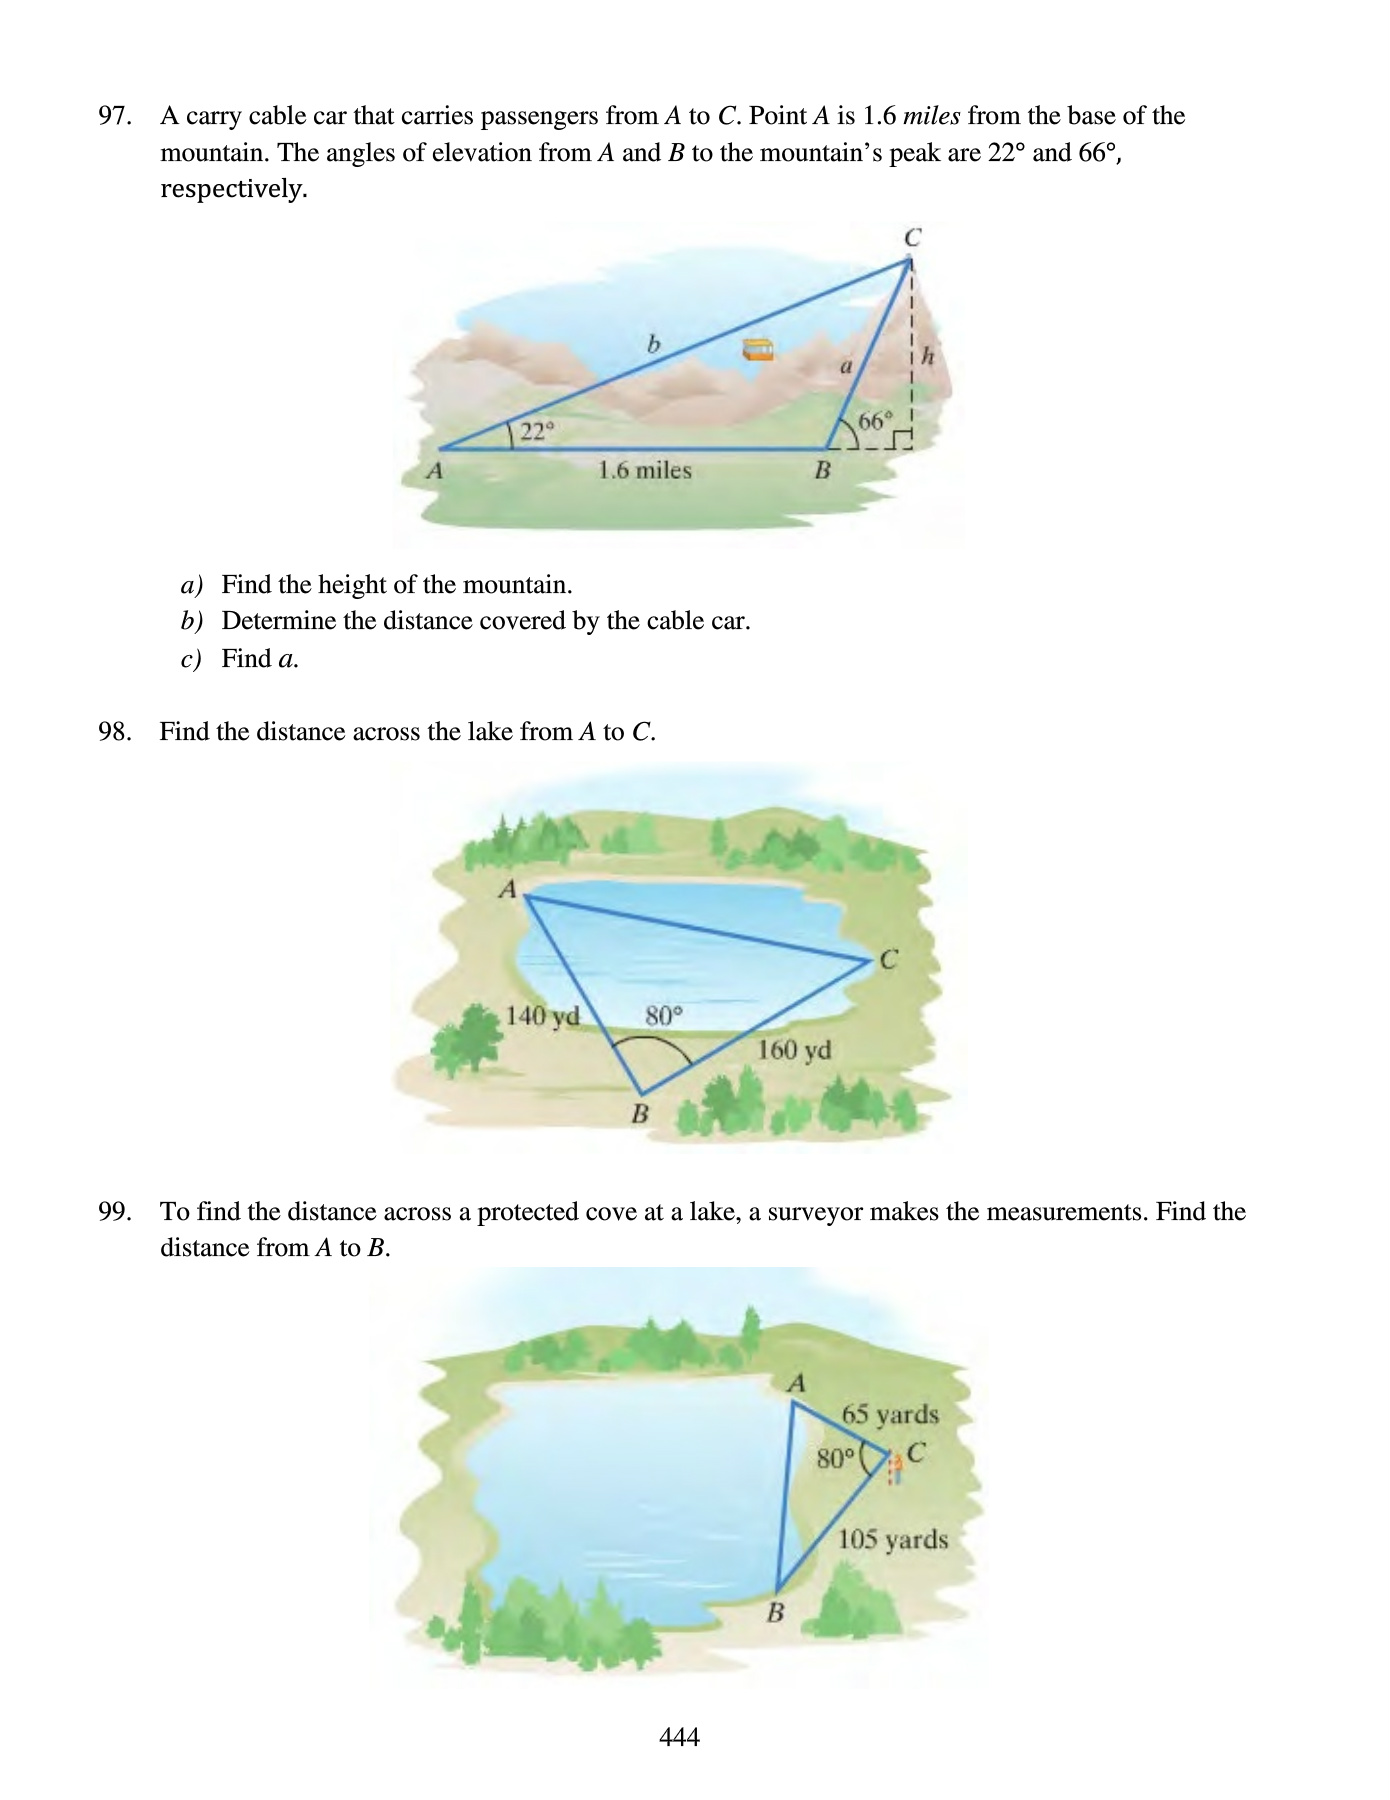 97. A carry cable car that carries passengers from A to C. Point A is 1.6 miles from the base of the
mountain. The angles of elevation from A and B to the mountain's peak are 22° and 66°,
respectively.
C
b
a
h
22°
66°
A
1.6 miles
B
a) Find the height of the mountain.
b) Determine the distance covered by the cable car.
c) Find a.
98. Find the distance across the lake from A to C.
A
C
140 yd
80°
160 yd
B
99. To find the distance across a protected cove at a lake, a surveyor makes the measurements. Find the
distance from A to B.
A
65 yards
80°
C
105 yards
B
444